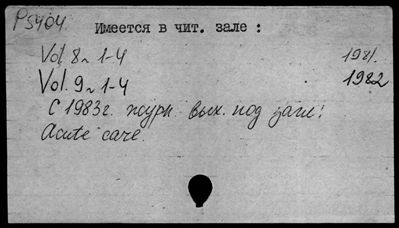 P5404
Имеется в чит. зале :
Vol 8 n 1-4 1981.
Vol. 9 n 1-4 1982
С 1983г. журн. вых. под загл:
Acute care.